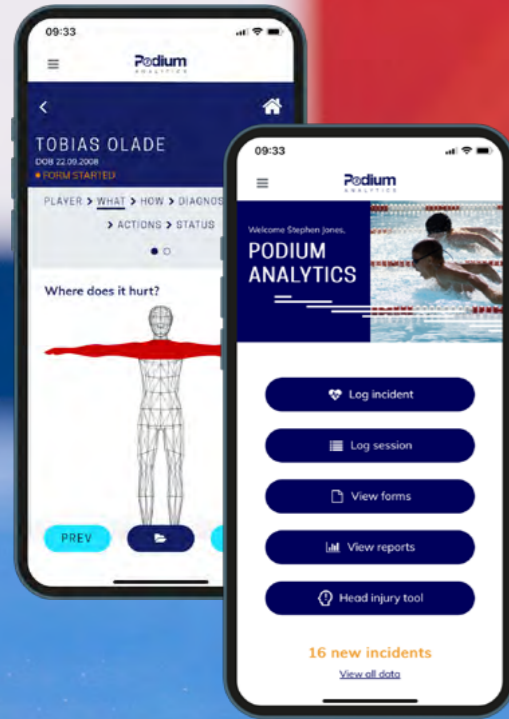 09:33
Podium
ANALYTICS
TOBIAS OLADE
DOB 22.09.2008
FORM STARTED
PLAYER > WHAT > HOW > DIAGNOS
> ACTIONS > STATUS
Where does it hurt?
PREV
09:33
Podium
ANALYTICS
Welcome Stephen Jones,
PODIUM
ANALYTICS
Log incident
Log session
View forms
View reports
Head injury tool
16 new incidents
View all data